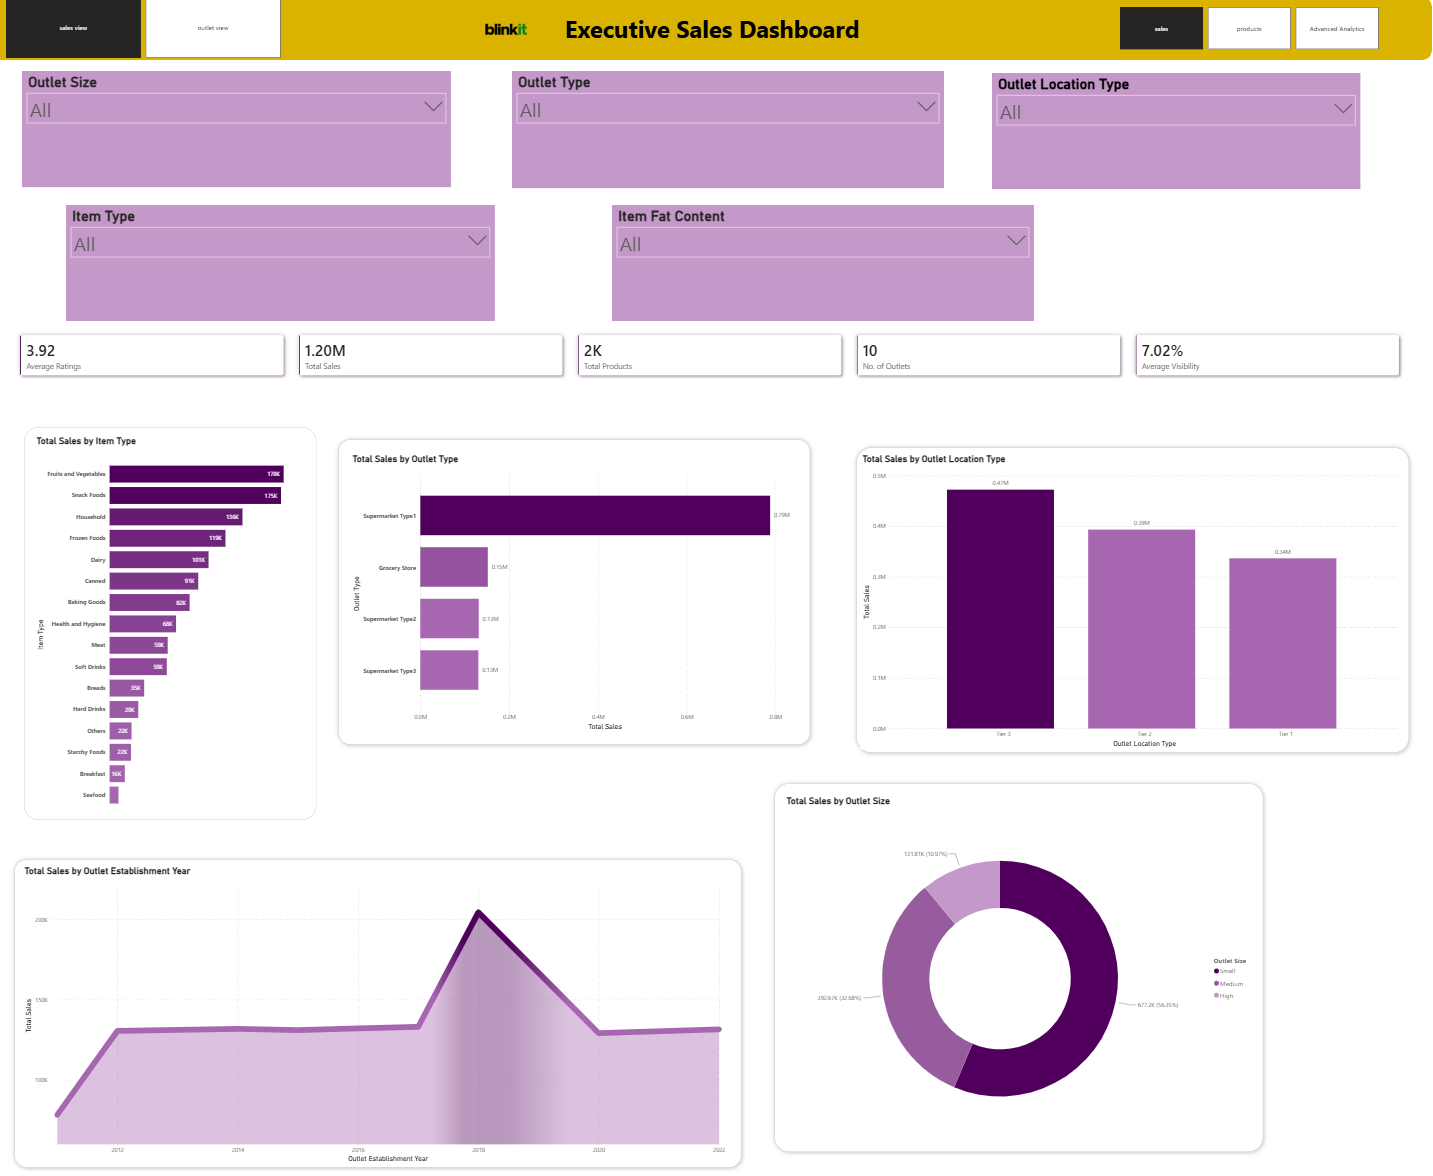 sales view
outlet view
blinkit
Executive Sales Dashboard
sales
products
Advanced Analytics
Outlet Size
All
Outlet Type
All
Outlet Location Type
All
Item Type
All
Item Fat Content
All
3.92
Average Ratings
1.20M
Total Sales
2K
Total Products
10
No. of Outlets
7.02%
Average Visibility
Total Sales by Item Type
Item Type
Fruits and Vegetables 178K
Snack Foods 175K
Household 136K
Frozen Foods 119K
Dairy 101K
Canned 91K
Baking Goods 82K
Health and Hygiene 68K
Meat 59K
Soft Drinks 59K
Breads 35K
Hard Drinks 29K
Others 22K
Starchy Foods 22K
Breakfast 16K
Seafood
Total Sales by Outlet Type
Outlet Type
Supermarket Type1 0.79M
Grocery Store 0.15M
Supermarket Type2 0.13M
Supermarket Type3 0.13M
0.0M 0.2M 0.4M 0.6M 0.8M
Total Sales
Total Sales by Outlet Location Type
Total Sales
0.5M
0.4M
0.3M
0.2M
0.1M
0.0M
0.47M
0.39M
0.34M
Tier 3 Tier 2 Tier 1
Outlet Location Type
Total Sales by Outlet Establishment Year
Total Sales
200K
150K
100K
2012 2014 2016 2018 2020 2022
Outlet Establishment Year
Total Sales by Outlet Size
131.81K (10.97%)
392.67K (32.68%)
677.2K (56.35%)
Outlet Size
Small
Medium
High